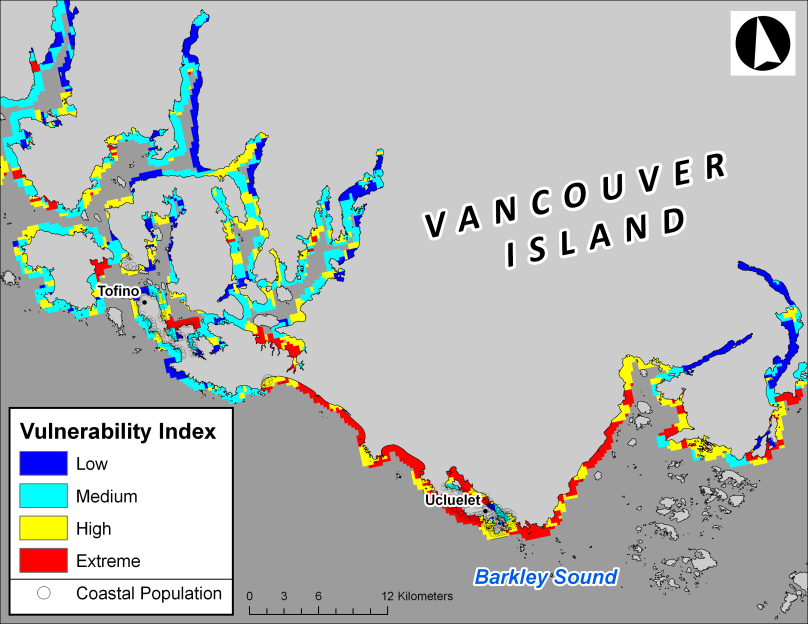 VANCOUVER
ISLAND
Tofino
Vulnerability Index
Low
Medium
High
Extreme
Coastal Population
Ucluelet
Barkley Sound
0 3 6 12 Kilometers